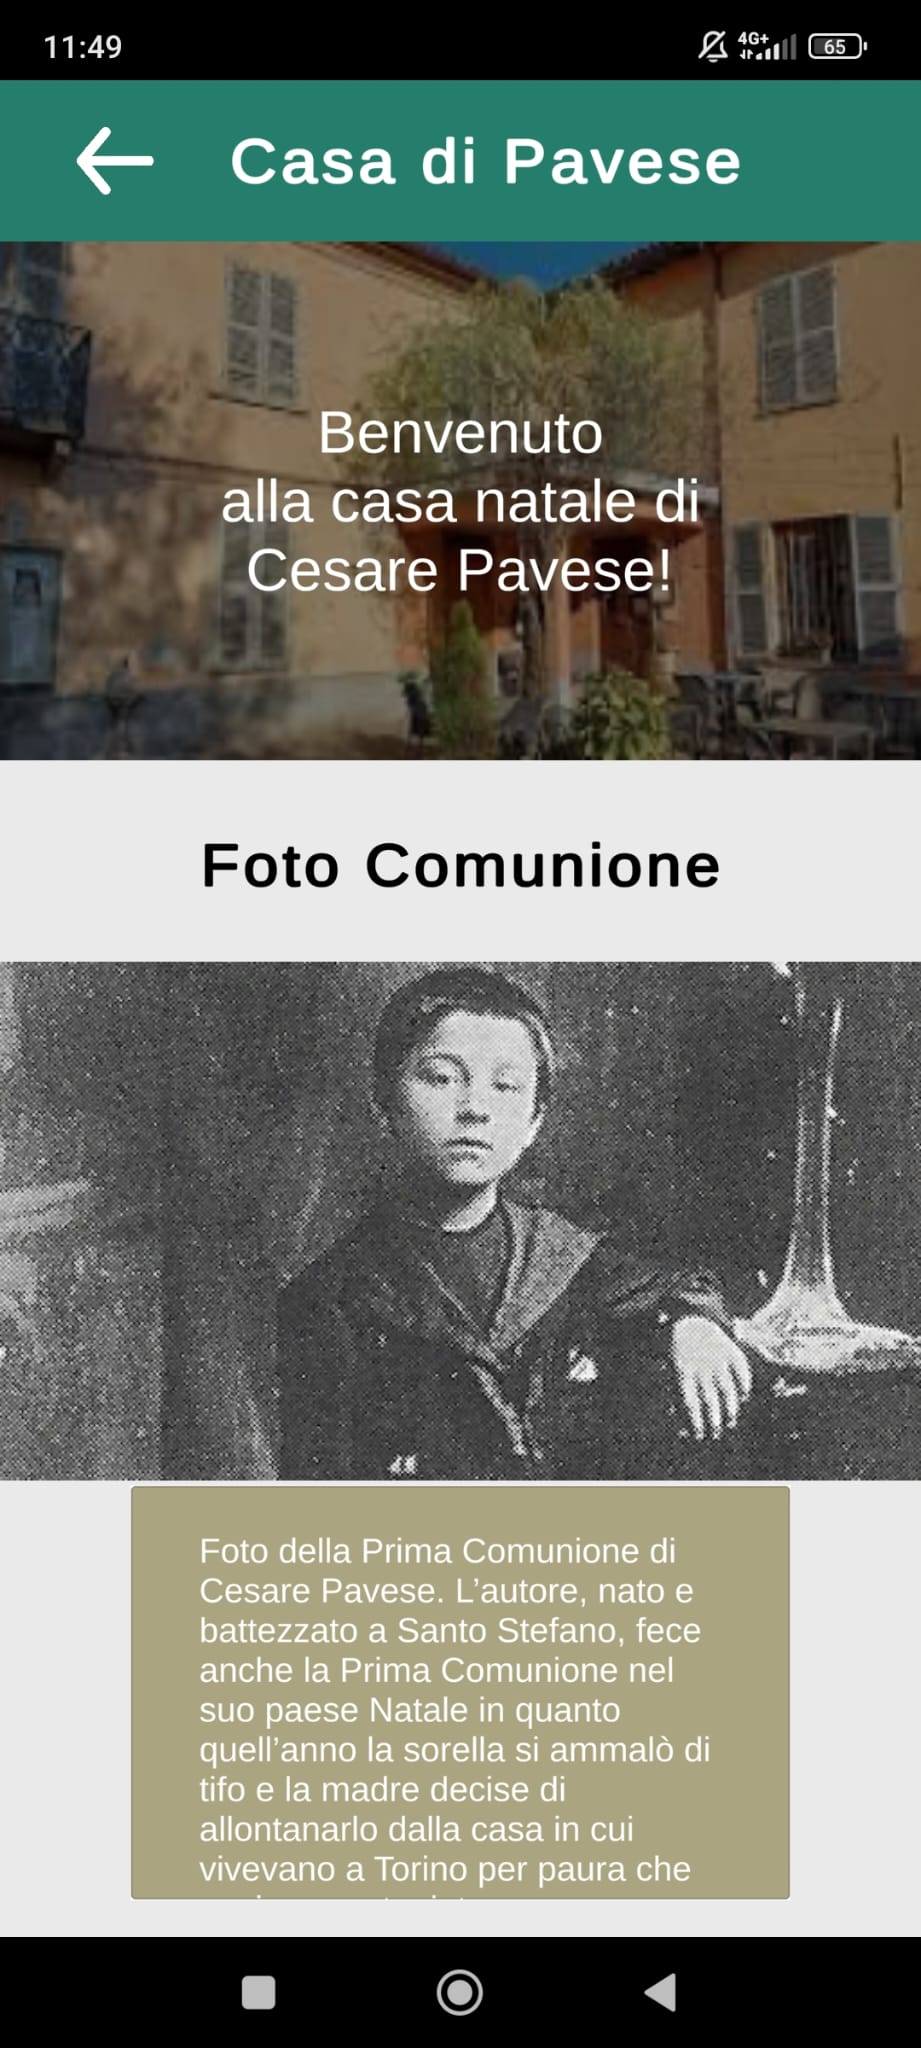 11:49
4G+
65
Casa di Pavese
Benvenuto
alla casa natale di
Cesare Pavese!
Foto Comunione
Foto della Prima Comunione di
Cesare Pavese. L’autore, nato e
battezzato a Santo Stefano, fece
anche la Prima Comunione nel
suo paese Natale in quanto
quell’anno la sorella si ammalò di
tifo e la madre decise di
allontanarlo dalla casa in cui
vivevano a Torino per paura che